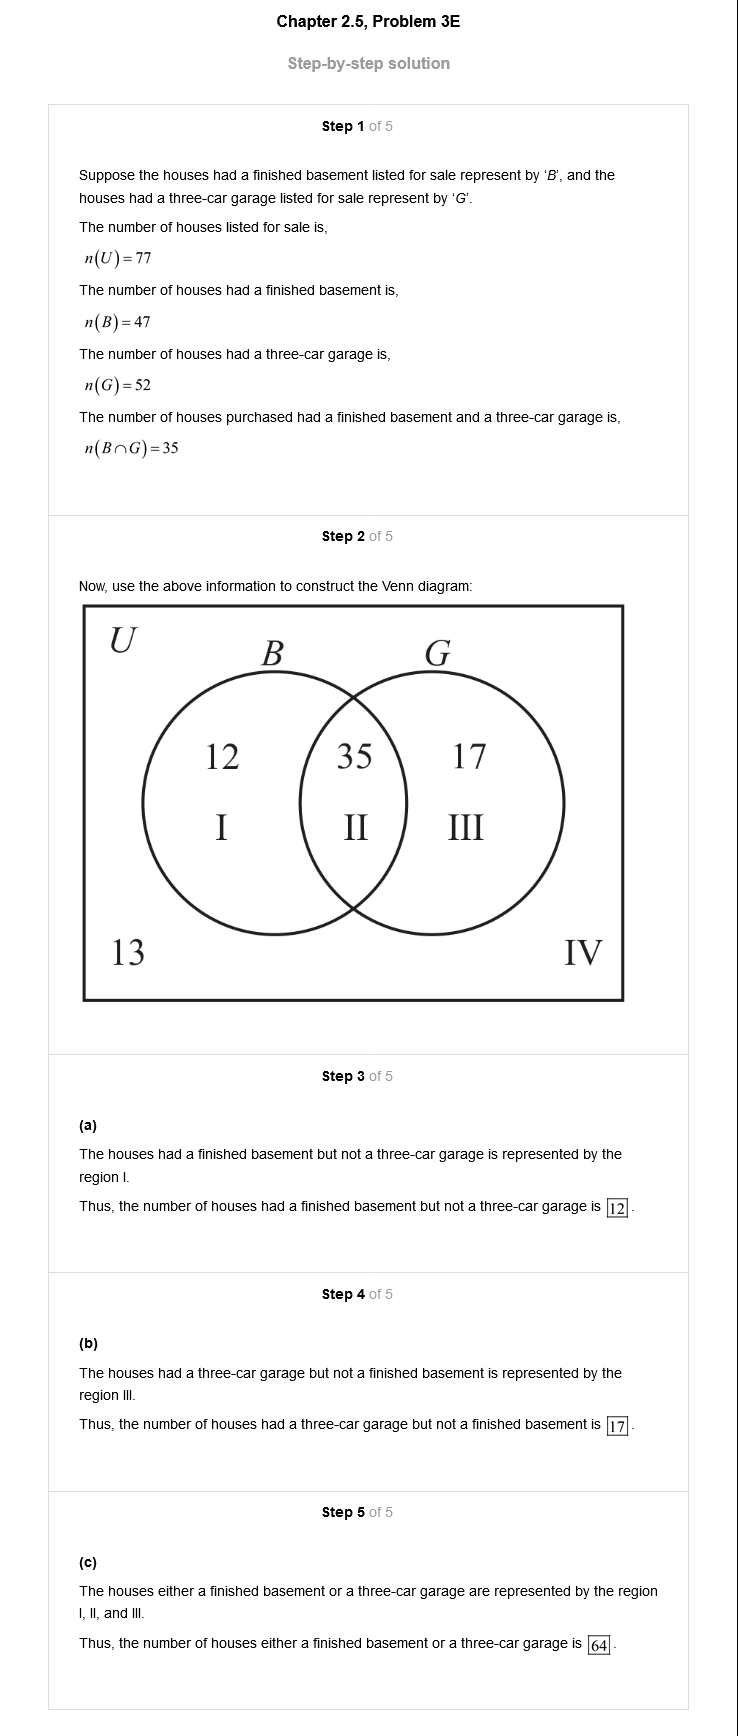 Chapter 2.5, Problem 3E
Step-by-step solution
Step 1 of 5
Suppose the houses had a finished basement listed for sale represent by ‘B’, and the
houses had a three-car garage listed for sale represent by ‘G’.
The number of houses listed for sale is,
n(U)=77
The number of houses had a finished basement is,
n(B)=47
The number of houses had a three-car garage is,
n(G)=52
The number of houses purchased had a finished basement and a three-car garage is,
n(B∩G)=35
Step 2 of 5
Now, use the above information to construct the Venn diagram:
U
B G
12 35 17
I II III
13 IV
Step 3 of 5
(a)
The houses had a finished basement but not a three-car garage is represented by the
region I.
Thus, the number of houses had a finished basement but not a three-car garage is 12.
Step 4 of 5
(b)
The houses had a three-car garage but not a finished basement is represented by the
region III.
Thus, the number of houses had a three-car garage but not a finished basement is 17.
Step 5 of 5
(c)
The houses either a finished basement or a three-car garage are represented by the region
I, II, and III.
Thus, the number of houses either a finished basement or a three-car garage is 64.